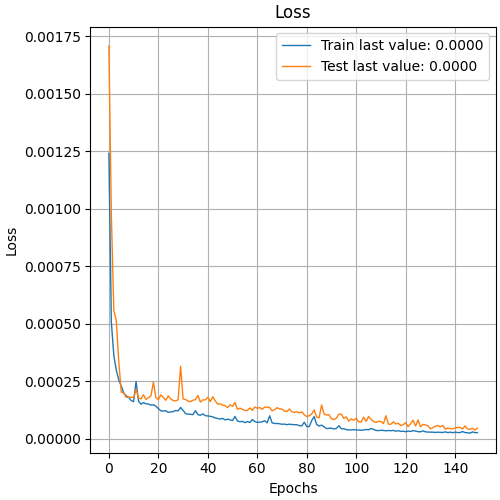 Loss
Train last value: 0.0000
Test last value: 0.0000
0.00175
0.00150
0.00125
0.00100
0.00075
0.00050
0.00025
0.00000
Loss
0 20 40 60 80 100 120 140
Epochs